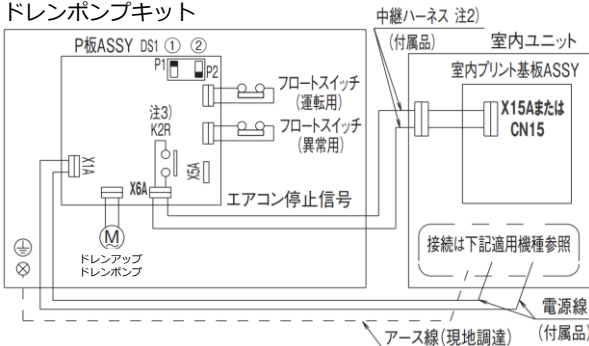 ドレンポンプキット
中継ハーネス 注2)
(付属品)
室内ユニット
P板ASSY DS1 ① ②
P1
P2
室内プリント基板ASSY
フロートスイッチ
(運転用)
注3)
K2R
フロートスイッチ
(異常用)
X15Aまたは
CN15
X1A
X5A
X6A
エアコン停止信号
M
ドレンアップ
ドレンポンプ
接続は下記適用機種参照
電源線
(付属品)
アース線(現地調達)